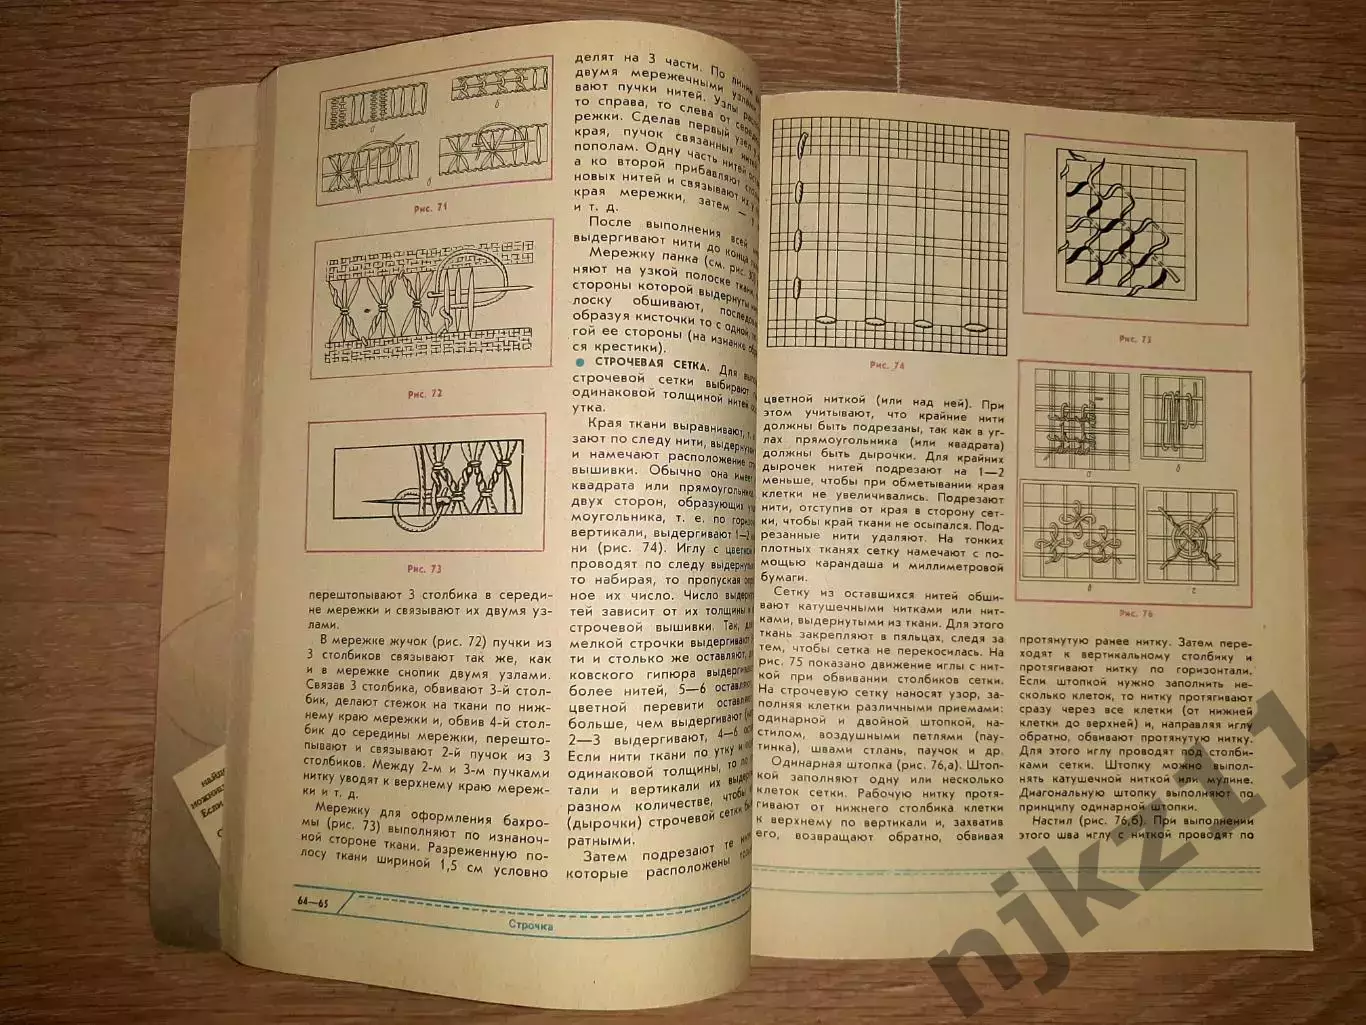 Рис. 71
Рис. 72
Рис. 73
перештопывают 3 столбика в середи-
не мережки и связывают их двумя уз-
лами.
В мережке жучок (рис. 72) пучки из
3 столбиков связывают так же, как
и в мережке снопик двумя узлами.
Связав 3 столбика, обвивают 3-й стол-
бик, делают стежок на ткани по ниж-
нему краю мережки и, обвив 4-й стол-
бик до середины мережки, перешто-
пывают и связывают 2-й пучок из 3
столбиков. Между 2-м и 3-м пучками
нитку уводят к верхнему краю мереж-
ки и т. д.
Мережку для оформления бахро-
мы (рис. 73) выполняют по изнаноч-
ной стороне ткани. Разреженную по-
лосу ткани шириной 1,5 см условно
делят на 3 части. По линии
двумя мережечными узлами
вают пучки нитей. Узлы
то справа, то слева от
режки. Сделав первый узел
края, пучок связанных
пополам. Одну часть нитей
а ко второй прибавляют
новых нитей и связывают их
края мережки, затем —
и т. д.
После выполнения всей
выдергивают нити до конца
Мережку панка (см. рис.
няют на узкой полоске ткани,
стороны которой выдернуты
лоску обшивают,
образуя кисточки то с одной,
гой ее стороны (на изнанке
ся крестики).
СТРОЧЕВАЯ СЕТКА. Для
строчевой сетки выбирают
одинаковой толщиной нитей
утка.
Края ткани выравнивают, т.
зают по следу нити,
и намечают расположение
вышивки. Обычно она имеет
квадрата или прямоугольника.
двух сторон, образующих
моугольника, т. е. по
вертикали, выдергивают 1—2
ни (рис. 74). Иглу с
проводят по следу
то набирая, то пропуская
ное их число. Число
тей зависит от их толщины и
строчевой вышивки. Так,
мелкой строчки выдергивают
ти и столько же оставляют,
ковского гипюра выдергивают
более нитей, 5—6 оставляют
цветной перевити
больше, чем выдергивают
2—3 выдергивают, 4—6
Если нити ткани по утку и
одинаковой толщины, то по
тали и вертикали их
разном количестве, чтобы
(дырочки) строчевой сетки
ратными.
Затем подрезают те
которые расположены
64—65
Строчка
Рис. 74
цветной ниткой (или над ней). При
этом учитывают, что крайние нити
должны быть подрезаны, так как в уг-
лах прямоугольника (или квадрата)
должны быть дырочки. Для крайних
дырочек нитей подрезают на 1—2
меньше, чтобы при обметывании края
клетки не увеличивались. Подрезают
нити, отступив от края в сторону сет-
ки, чтобы край ткани не осыпался. Под-
резанные нити удаляют. На тонких
плотных тканях сетку намечают с по-
мощью карандаша и миллиметровой
бумаги.
Сетку из оставшихся нитей обши-
вают катушечными нитками или нит-
ками, выдернутыми из ткани. Для этого
ткань закрепляют в пяльцах, следя за
тем, чтобы сетка не перекосилась. На
рис. 75 показано движение иглы с нит-
кой при обвивании столбиков сетки.
На строчевую сетку наносят узор, за-
полняя клетки различными приемами:
одинарной и двойной штопкой, на-
стилом, воздушными петлями (пау-
тинка), швами стлань, паучок и др.
Одинарная штопка (рис. 76,а). Штоп-
кой заполняют одну или несколько
клеток сетки. Рабочую нитку протя-
гивают от нижнего столбика клетки
к верхнему по вертикали и, захватив
его, возвращают обратно, обвивая
Рис. 75
а
б
в
г
Рис. 76
протянутую ранее нитку. Затем пере-
ходят к вертикальному столбику и
протягивают нитку по горизонтали.
Если штопкой нужно заполнить не-
сколько клеток, то нитку протягивают
сразу через все клетки (от нижней
клетки до верхней) и, направляя иглу
обратно, обвивают протянутую нитку.
Для этого иглу проводят под столби-
ками сетки. Штопку можно выпол-
нять катушечной ниткой или мулине.
Диагональную штопку выполняют по
принципу одинарной штопки.
Настил (рис. 76,б). При выполнении
этого шва иглу с ниткой проводят по
njkz11